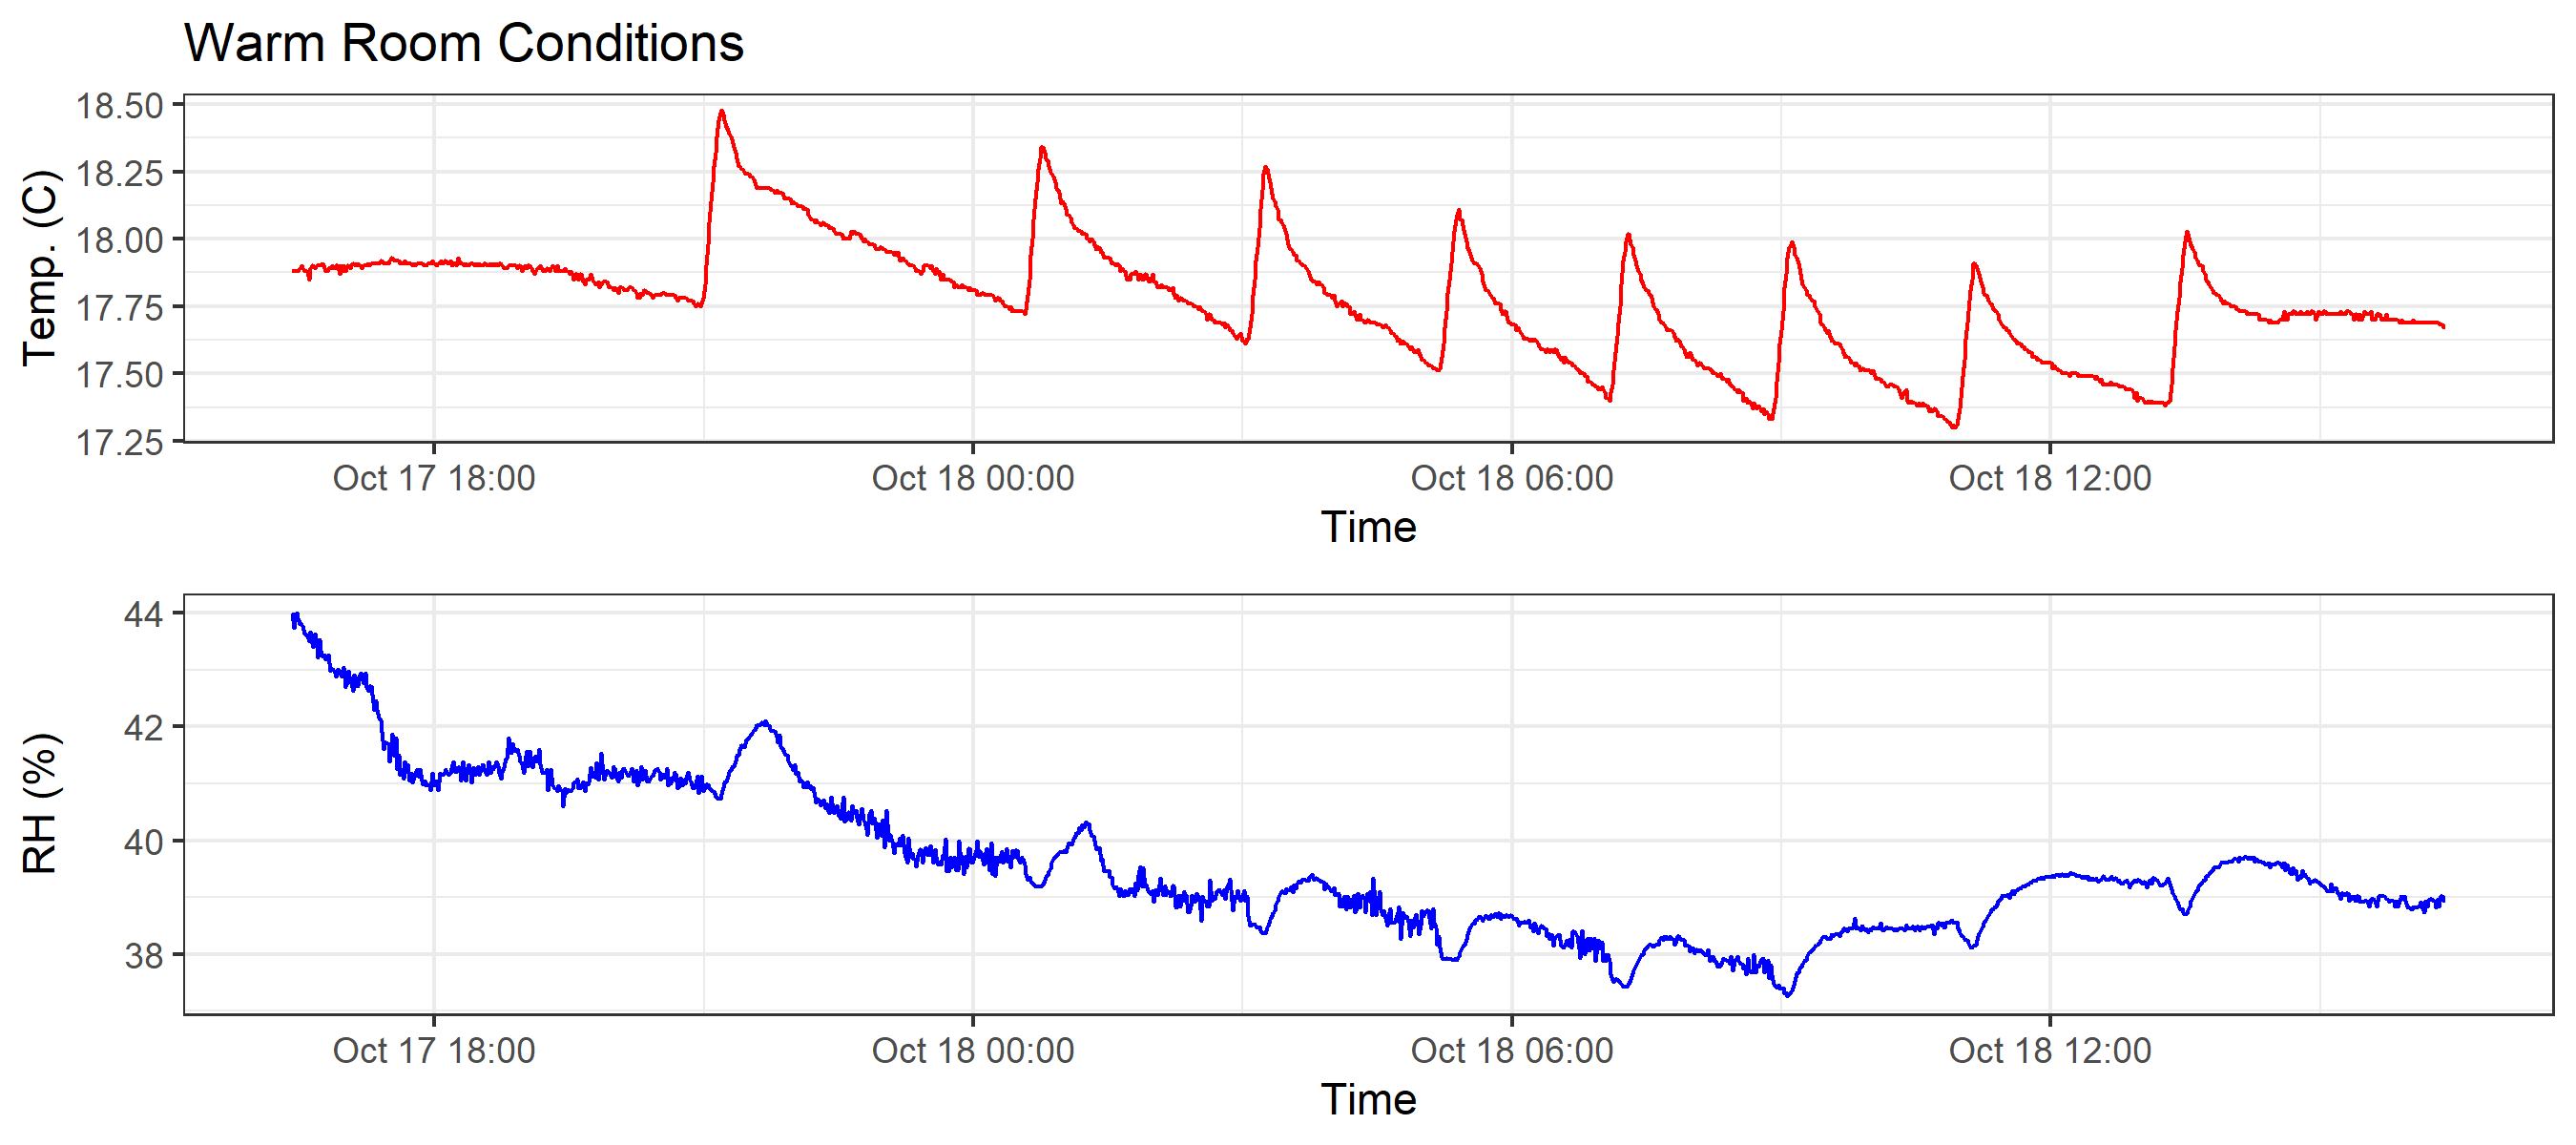 Warm Room Conditions
Temp. (C)
18.50
18.25
18.00
17.75
17.50
17.25
Oct 17 18:00 Oct 18 00:00 Oct 18 06:00 Oct 18 12:00
Time
RH (%)
44
42
40
38
Oct 17 18:00 Oct 18 00:00 Oct 18 06:00 Oct 18 12:00
Time